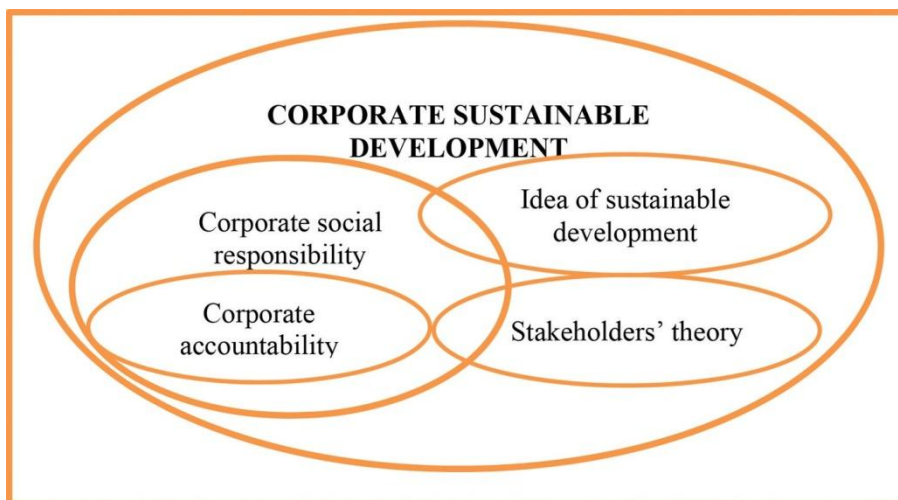 CORPORATE SUSTAINABLE
DEVELOPMENT
Corporate social
responsibility
Idea of sustainable
development
Corporate
accountability
Stakeholders’ theory